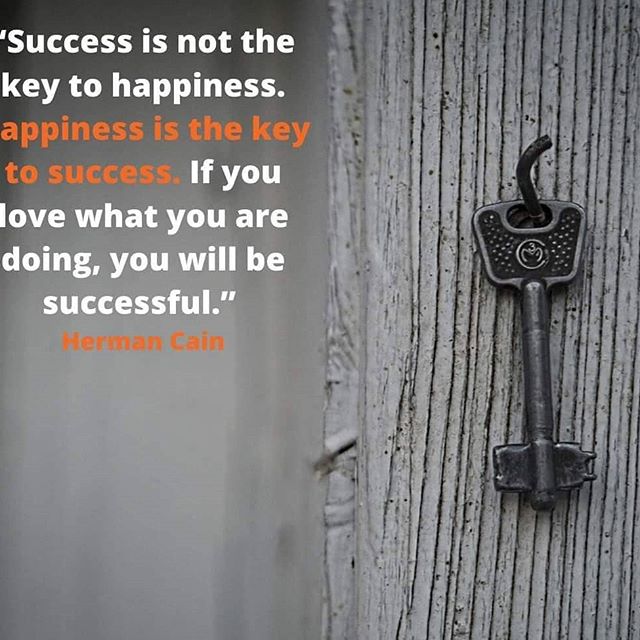 “Success is not the
key to happiness.
appiness is the key
to success. If you
love what you are
doing, you will be
successful.”
Herman Cain